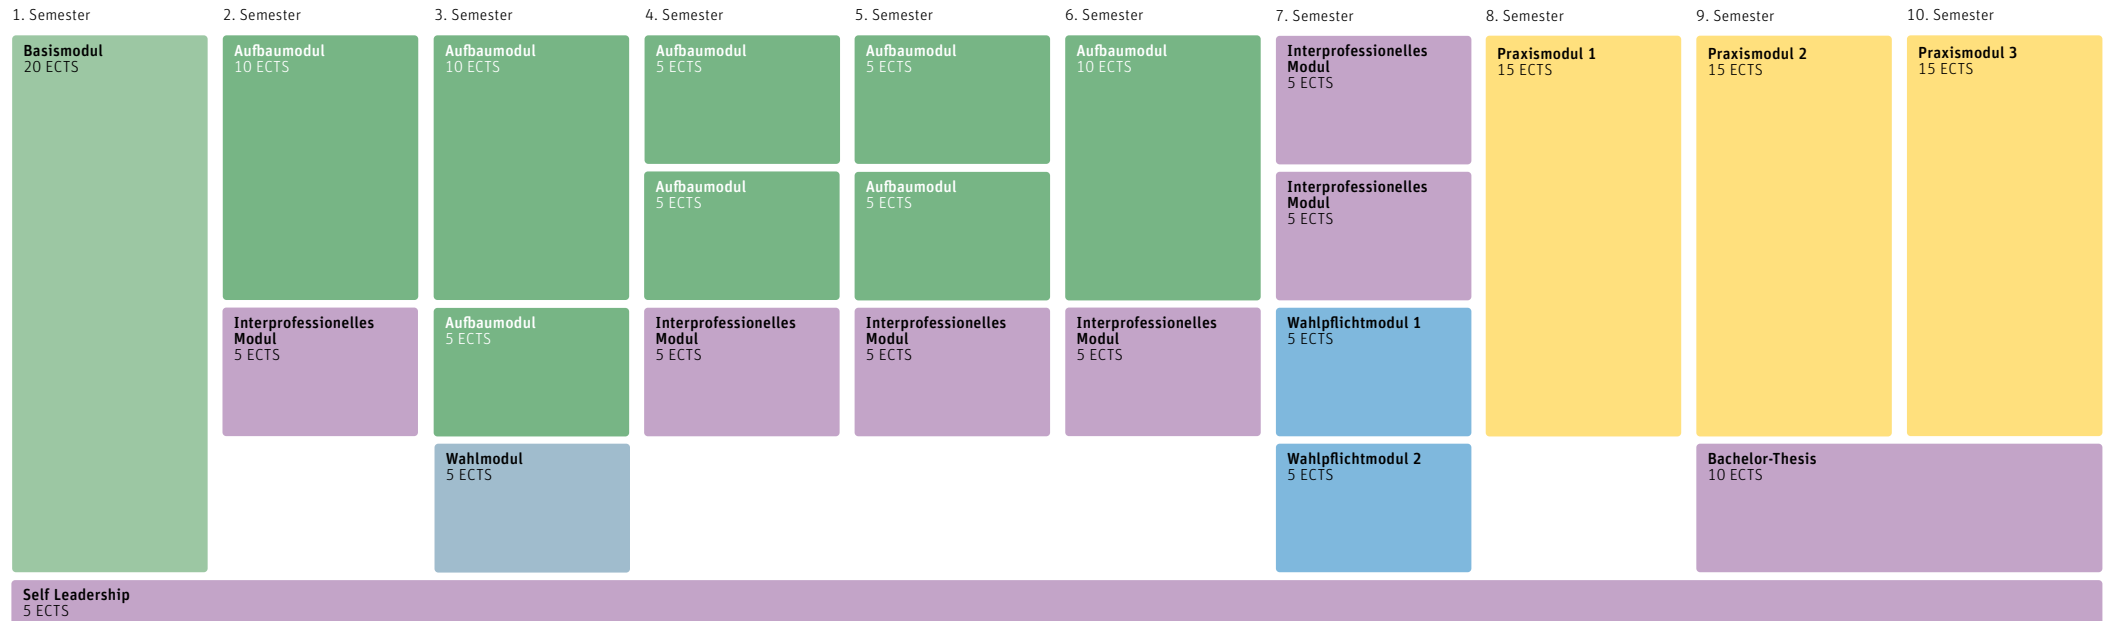 1. Semester
2. Semester
3. Semester
4. Semester
5. Semester
6. Semester
7. Semester
8. Semester
9. Semester
10. Semester
Basismodul
20 ECTS
Aufbaumodul
10 ECTS
Interprofessionelles
Modul
5 ECTS
Aufbaumodul
10 ECTS
Aufbaumodul
5 ECTS
Wahlmodul
5 ECTS
Aufbaumodul
5 ECTS
Aufbaumodul
5 ECTS
Interprofessionelles
Modul
5 ECTS
Aufbaumodul
5 ECTS
Aufbaumodul
5 ECTS
Interprofessionelles
Modul
5 ECTS
Aufbaumodul
10 ECTS
Interprofessionelles
Modul
5 ECTS
Interprofessionelles
Modul
5 ECTS
Interprofessionelles
Modul
5 ECTS
Wahlpflichtmodul 1
5 ECTS
Wahlpflichtmodul 2
5 ECTS
Praxismodul 1
15 ECTS
Praxismodul 2
15 ECTS
Praxismodul 3
15 ECTS
Bachelor-Thesis
10 ECTS
Self Leadership
5 ECTS